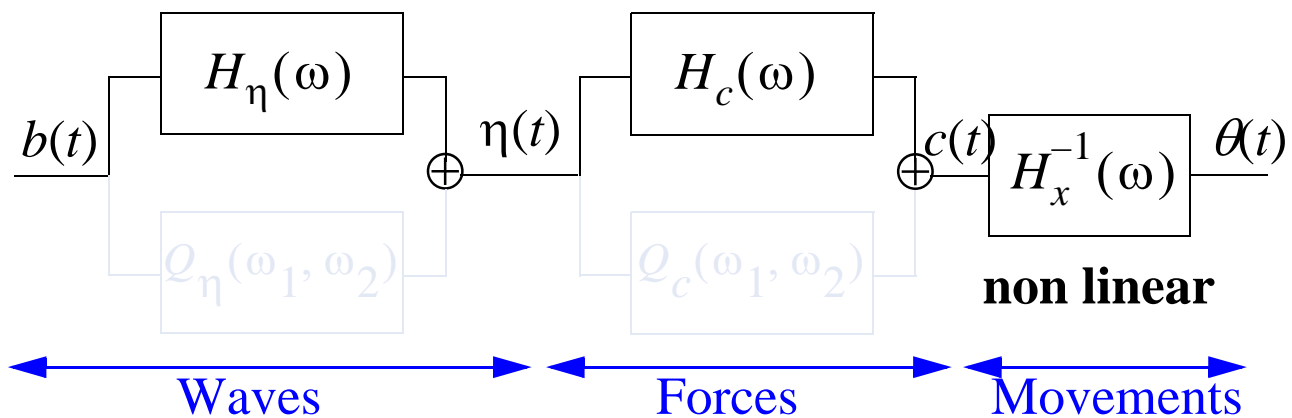 H_η(ω)
H_c(ω)
b(t)
η(t)
c(t)
H_x^{-1}(ω)
θ(t)
Q_η(ω_1, ω_2)
Q_c(ω_1, ω_2)
non linear
Waves
Forces
Movements